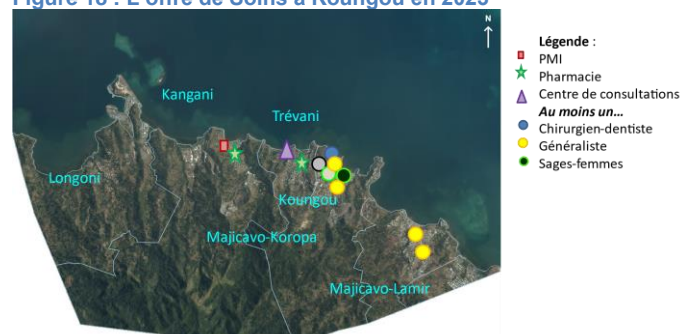 Figure 18 : L'offre de Soins à Koungou en 2023
N
Kangani
Trévani
Longoni
Koungou
Majicavo-Koropa
Majicavo-Lamir
Légende :
PMI
Pharmacie
Centre de consultations
Au moins un...
Chirurgien-dentiste
Généraliste
Sages-femmes